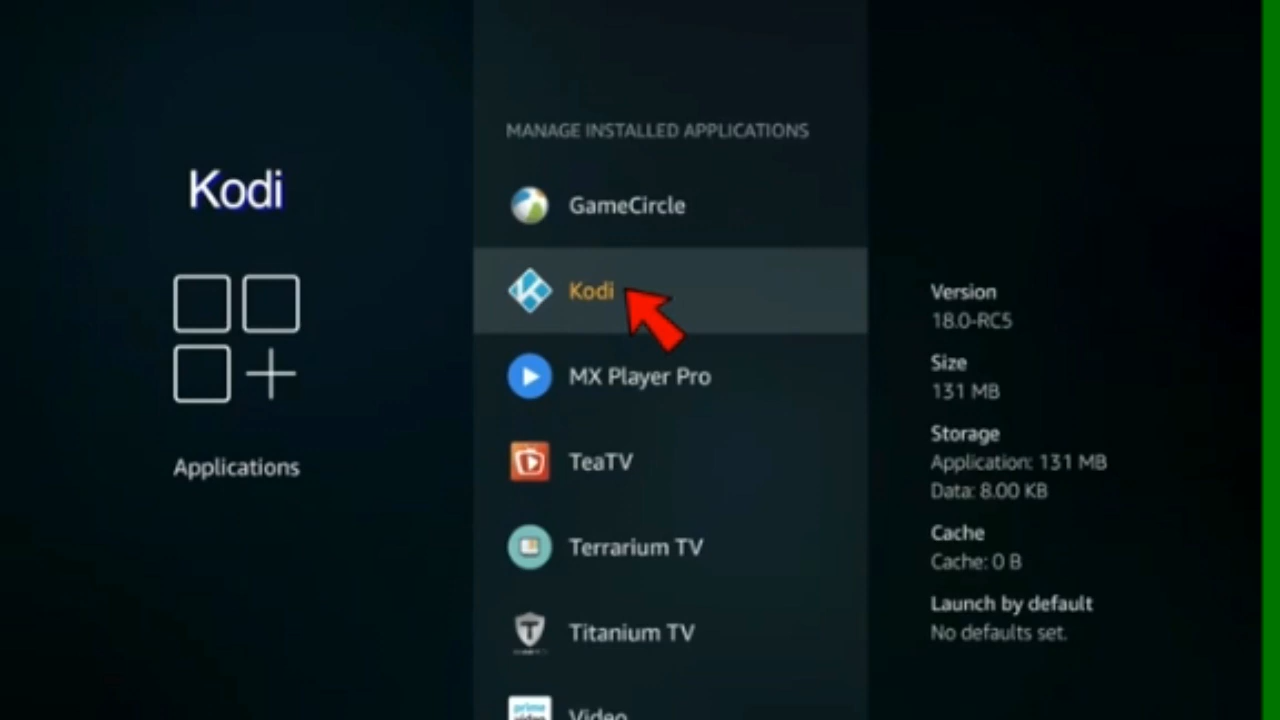 Kodi
Applications
MANAGE INSTALLED APPLICATIONS
GameCircle
Kodi
MX Player Pro
TeaTV
Terrarium TV
Titanium TV
prime
video
Video
Version
18.0-RC5
Size
131 MB
Storage
Application: 131 MB
Data: 8.00 KB
Cache
Cache: 0 B
Launch by default
No defaults set.